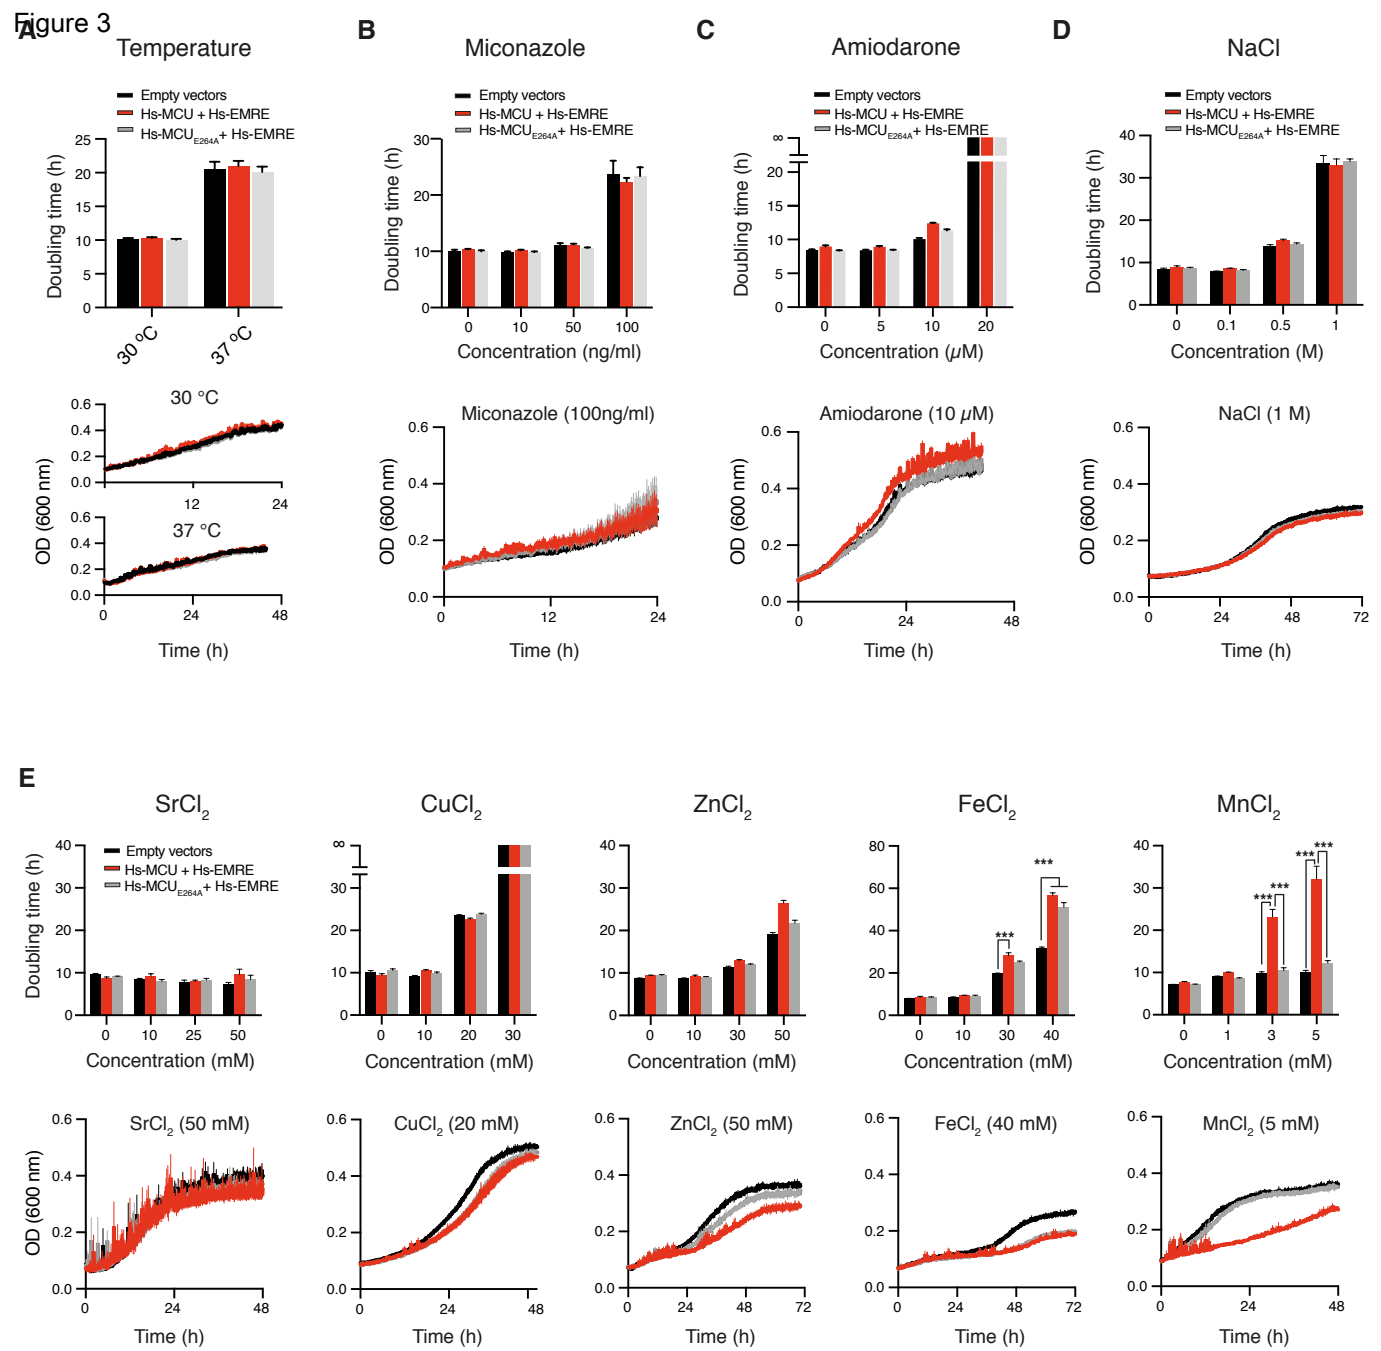 Figure 3
A
Temperature
Empty vectors
Hs-MCU + Hs-EMRE
Hs-MCU_E264A + Hs-EMRE
Doubling time (h)
25
20
15
10
5
0
30 ºC
37 ºC
30 °C
0.6
0.4
0.2
0.0
12
24
37 °C
0.6
0.4
0.2
0.0
0
24
48
OD (600 nm)
Time (h)
B
Miconazole
Empty vectors
Hs-MCU + Hs-EMRE
Hs-MCU_E264A + Hs-EMRE
Doubling time (h)
30
20
10
0
0
10
50
100
Concentration (ng/ml)
Miconazole (100ng/ml)
OD (600 nm)
0.6
0.4
0.2
0.0
0
12
24
Time (h)
C
Amiodarone
Empty vectors
Hs-MCU + Hs-EMRE
Hs-MCU_E264A + Hs-EMRE
Doubling time (h)
∞
20
15
10
5
0
0
5
10
20
Concentration (µM)
Amiodarone (10 µM)
OD (600 nm)
0.6
0.4
0.2
0.0
0
24
48
Time (h)
D
NaCl
Empty vectors
Hs-MCU + Hs-EMRE
Hs-MCU_E264A + Hs-EMRE
Doubling time (h)
40
30
20
10
0
0
0.1
0.5
1
Concentration (M)
NaCl (1 M)
OD (600 nm)
0.6
0.4
0.2
0.0
0
24
48
72
Time (h)
E
SrCl2
Empty vectors
Hs-MCU + Hs-EMRE
Hs-MCU_E264A + Hs-EMRE
Doubling time (h)
40
30
20
10
0
0
10
25
50
Concentration (mM)
SrCl2 (50 mM)
OD (600 nm)
0.6
0.4
0.2
0.0
0
24
48
Time (h)
CuCl2
∞
30
20
10
0
0
10
20
30
Concentration (mM)
CuCl2 (20 mM)
0.6
0.4
0.2
0.0
0
24
48
Time (h)
ZnCl2
40
30
20
10
0
0
10
30
50
Concentration (mM)
ZnCl2 (50 mM)
0.6
0.4
0.2
0.0
0
24
48
72
Time (h)
FeCl2
80
60
40
20
0
***
***
0
10
30
40
Concentration (mM)
FeCl2 (40 mM)
0.6
0.4
0.2
0.0
0
24
48
72
Time (h)
MnCl2
40
30
20
10
0
***
***
***
***
0
1
3
5
Concentration (mM)
MnCl2 (5 mM)
0.6
0.4
0.2
0.0
0
24
48
Time (h)